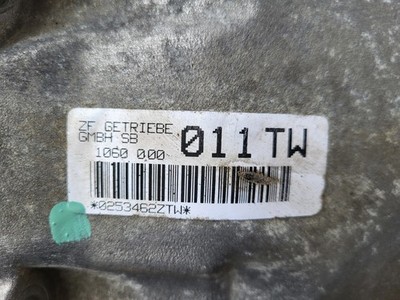 ZF GETRIEBE
GMBH SB
1060 000
011 TW
*0253462ZTW*